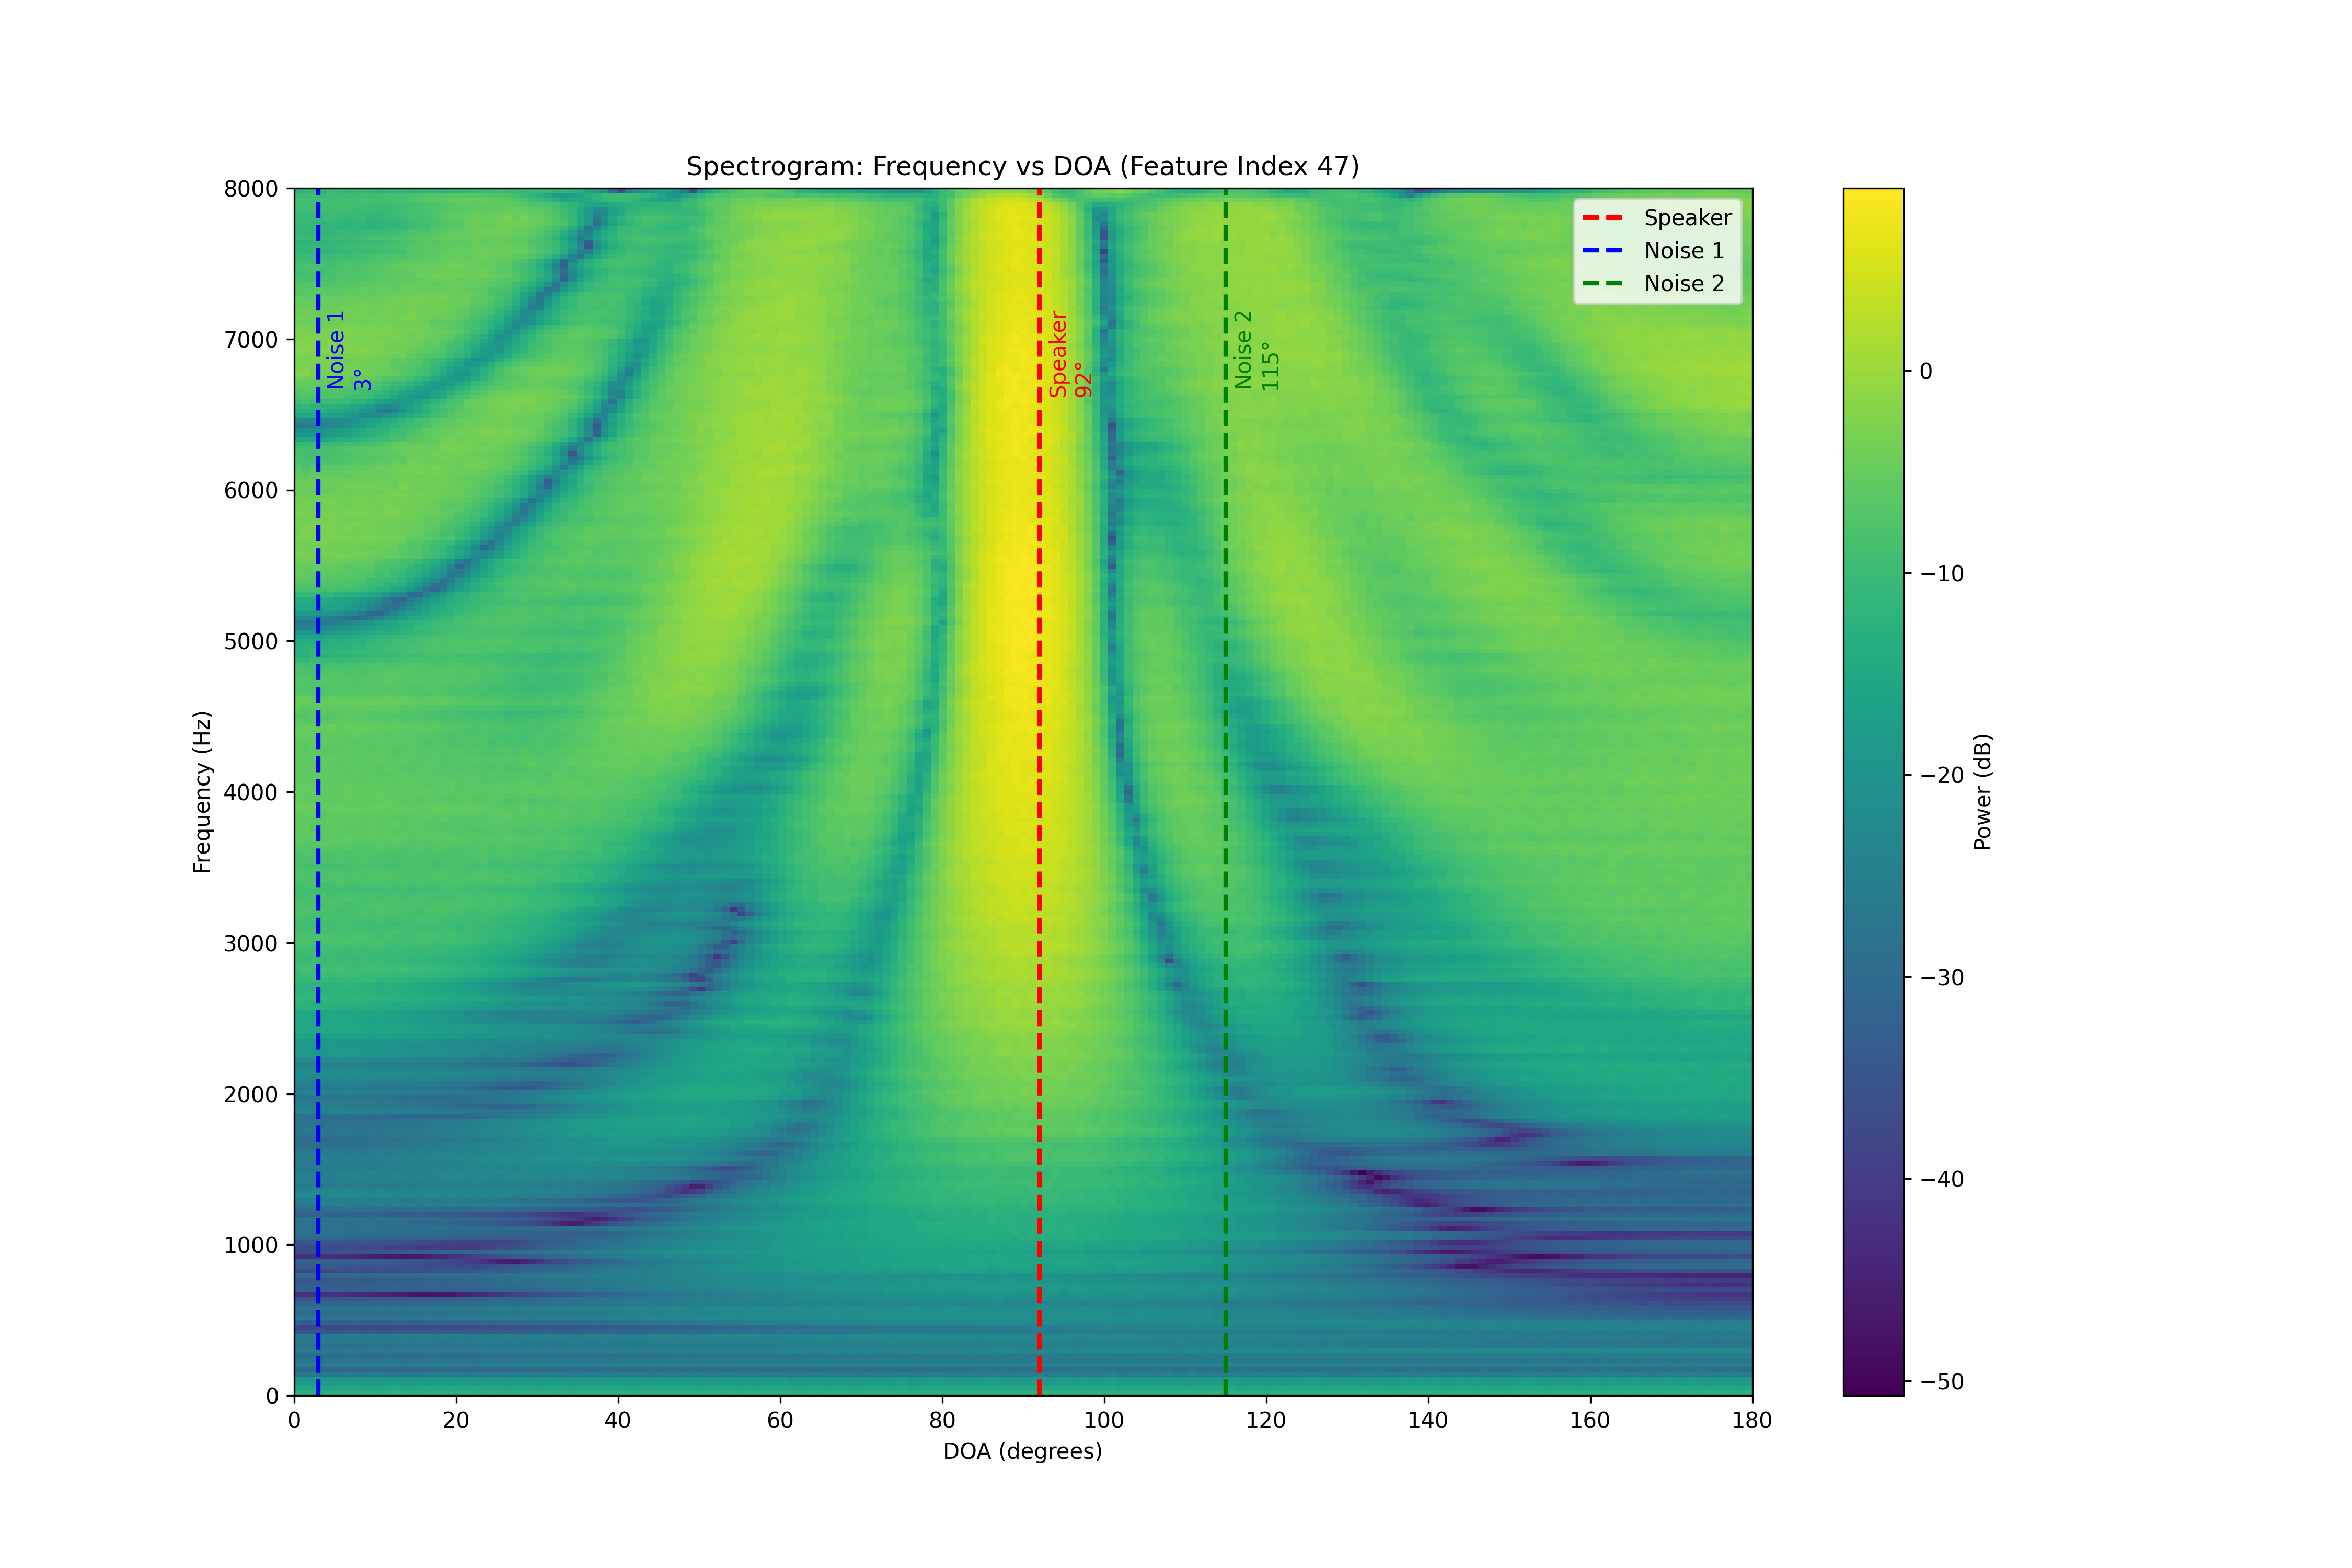 Spectrogram: Frequency vs DOA (Feature Index 47)
8000
7000
6000
5000
4000
3000
2000
1000
0
Frequency (Hz)
0
20
40
60
80
100
120
140
160
180
DOA (degrees)
Noise 1
3°
Speaker
92°
Noise 2
115°
Speaker
Noise 1
Noise 2
0
−10
−20
−30
−40
−50
Power (dB)